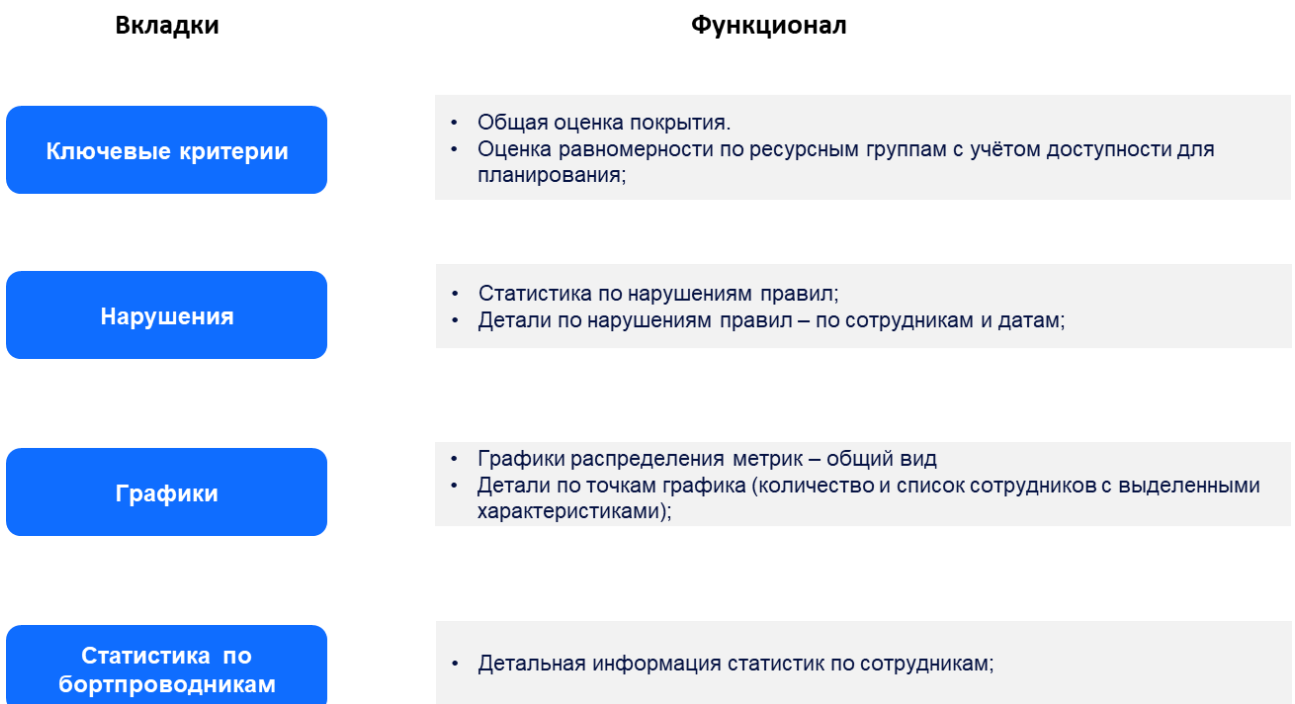 Вкладки
Функционал
Ключевые критерии
• Общая оценка покрытия.
• Оценка равномерности по ресурсным группам с учётом доступности для
планирования;
Нарушения
• Статистика по нарушениям правил;
• Детали по нарушениям правил – по сотрудникам и датам;
Графики
• Графики распределения метрик – общий вид
• Детали по точкам графика (количество и список сотрудников с выделенными
характеристиками);
Статистика по
бортпроводникам
• Детальная информация статистик по сотрудникам;